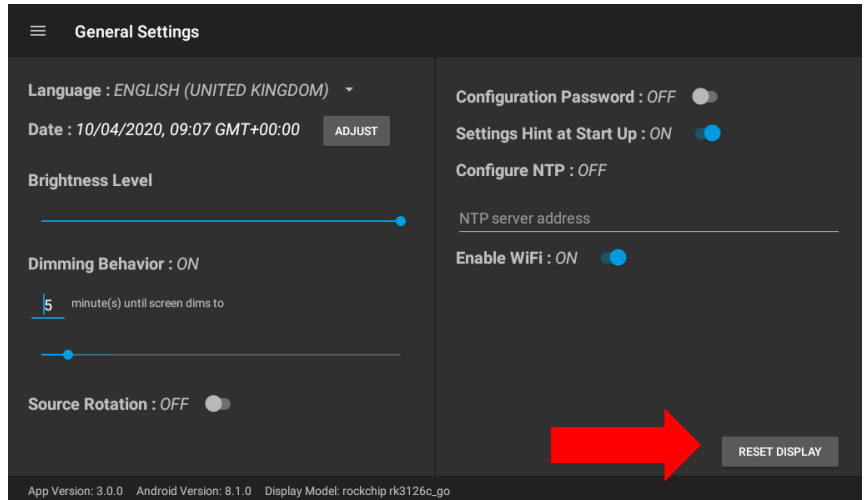 General Settings
Language : ENGLISH (UNITED KINGDOM)
Date : 10/04/2020, 09:07 GMT+00:00 ADJUST
Brightness Level
Dimming Behavior : ON
5 minute(s) until screen dims to
Source Rotation : OFF
Configuration Password : OFF
Settings Hint at Start Up : ON
Configure NTP : OFF
NTP server address
Enable WiFi : ON
RESET DISPLAY
App Version: 3.0.0 Android Version: 8.1.0 Display Model: rockchip rk3126c_go